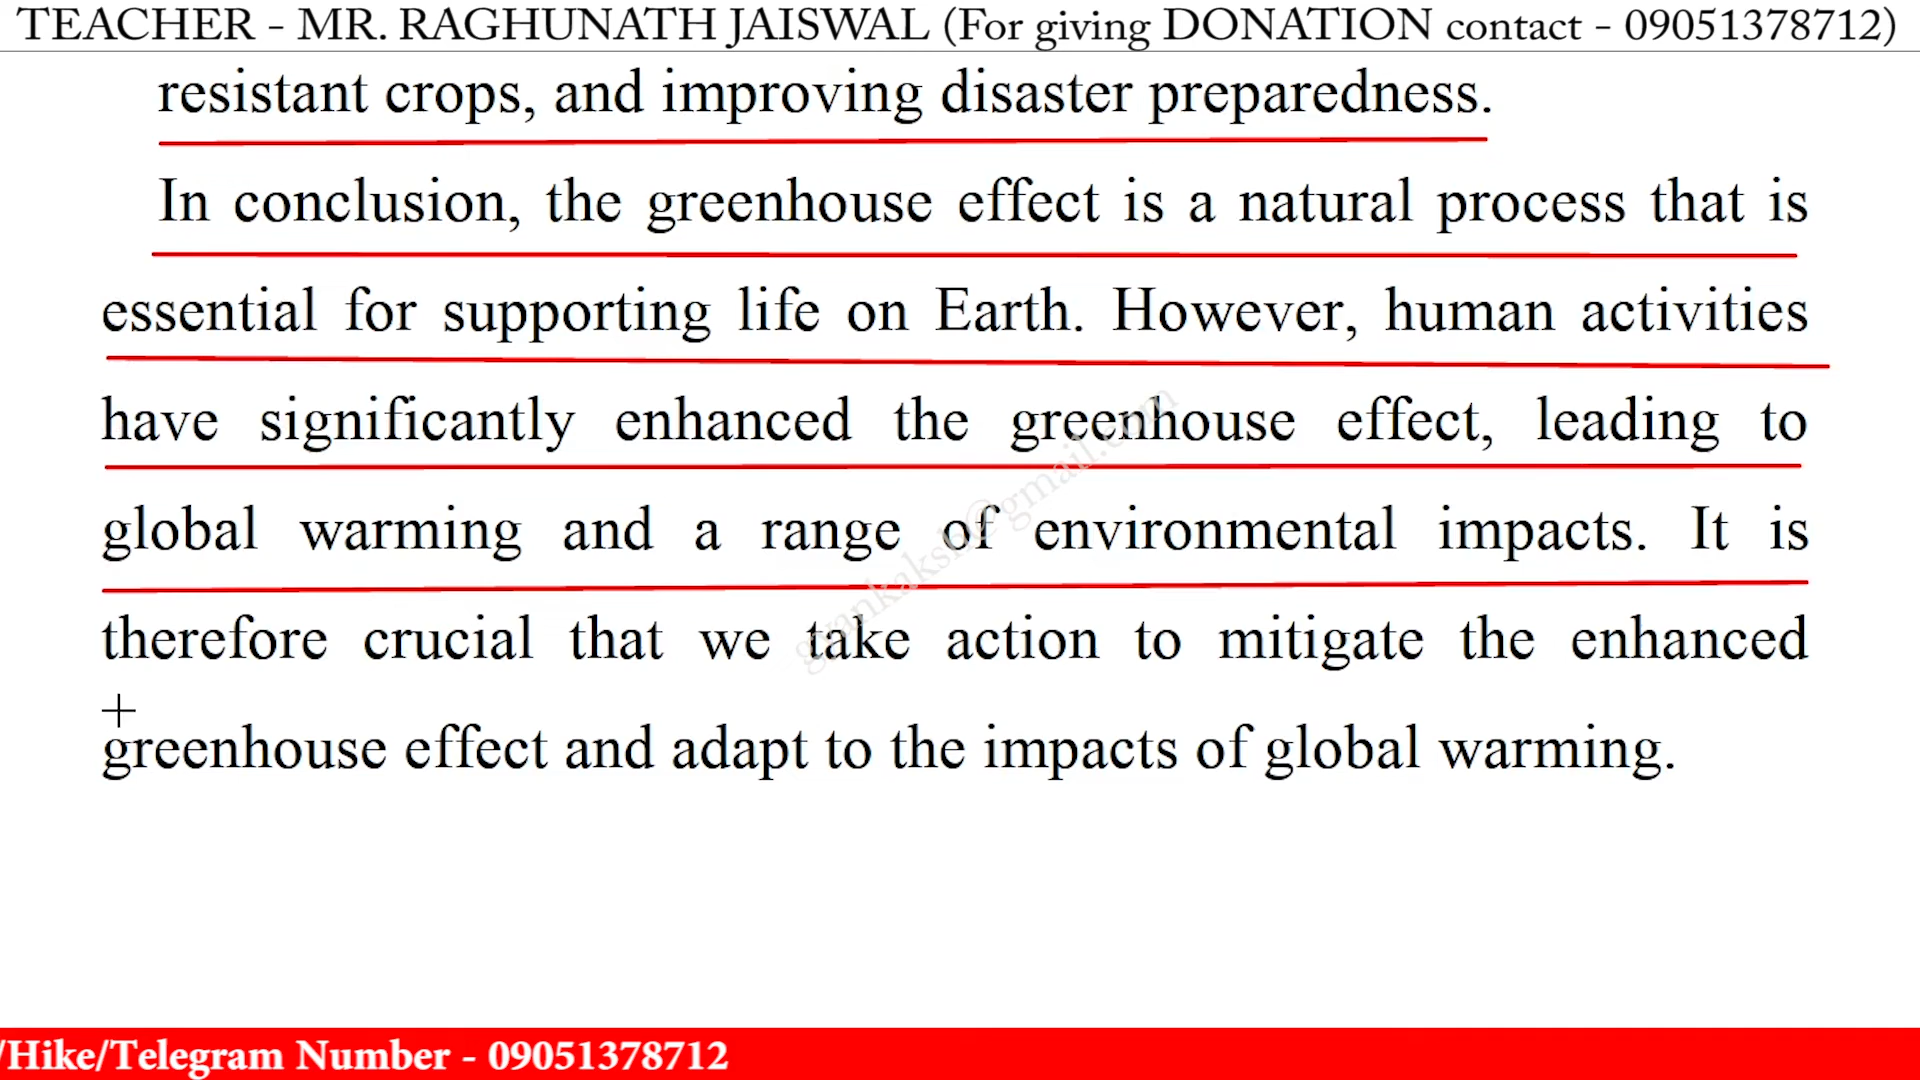 TEACHER - MR. RAGHUNATH JAISWAL (For giving DONATION contact - 09051378712)
resistant crops, and improving disaster preparedness.
In conclusion, the greenhouse effect is a natural process that is
essential for supporting life on Earth. However, human activities
have significantly enhanced the greenhouse effect, leading to
global warming and a range of environmental impacts. It is
therefore crucial that we take action to mitigate the enhanced
greenhouse effect and adapt to the impacts of global warming.
gyankaksh@gmail.com
/Hike/Telegram Number - 09051378712